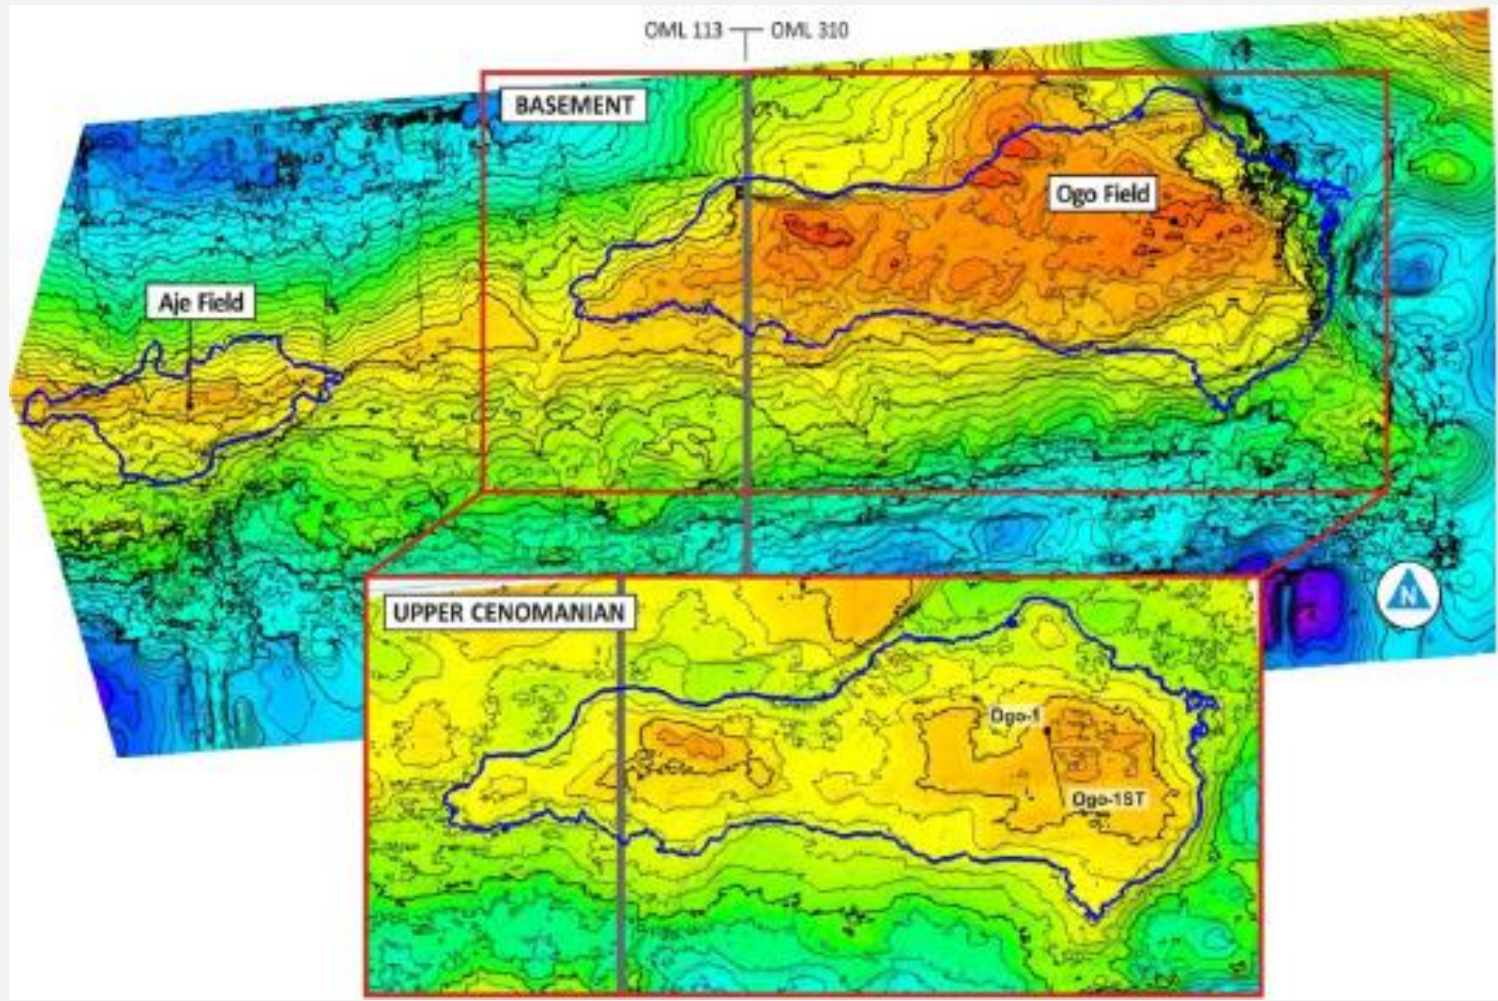 OML 113 OML 310
BASEMENT
Ogo Field
Aje Field
N
UPPER CENOMANIAN
Ogo-1
Ogo-1ST